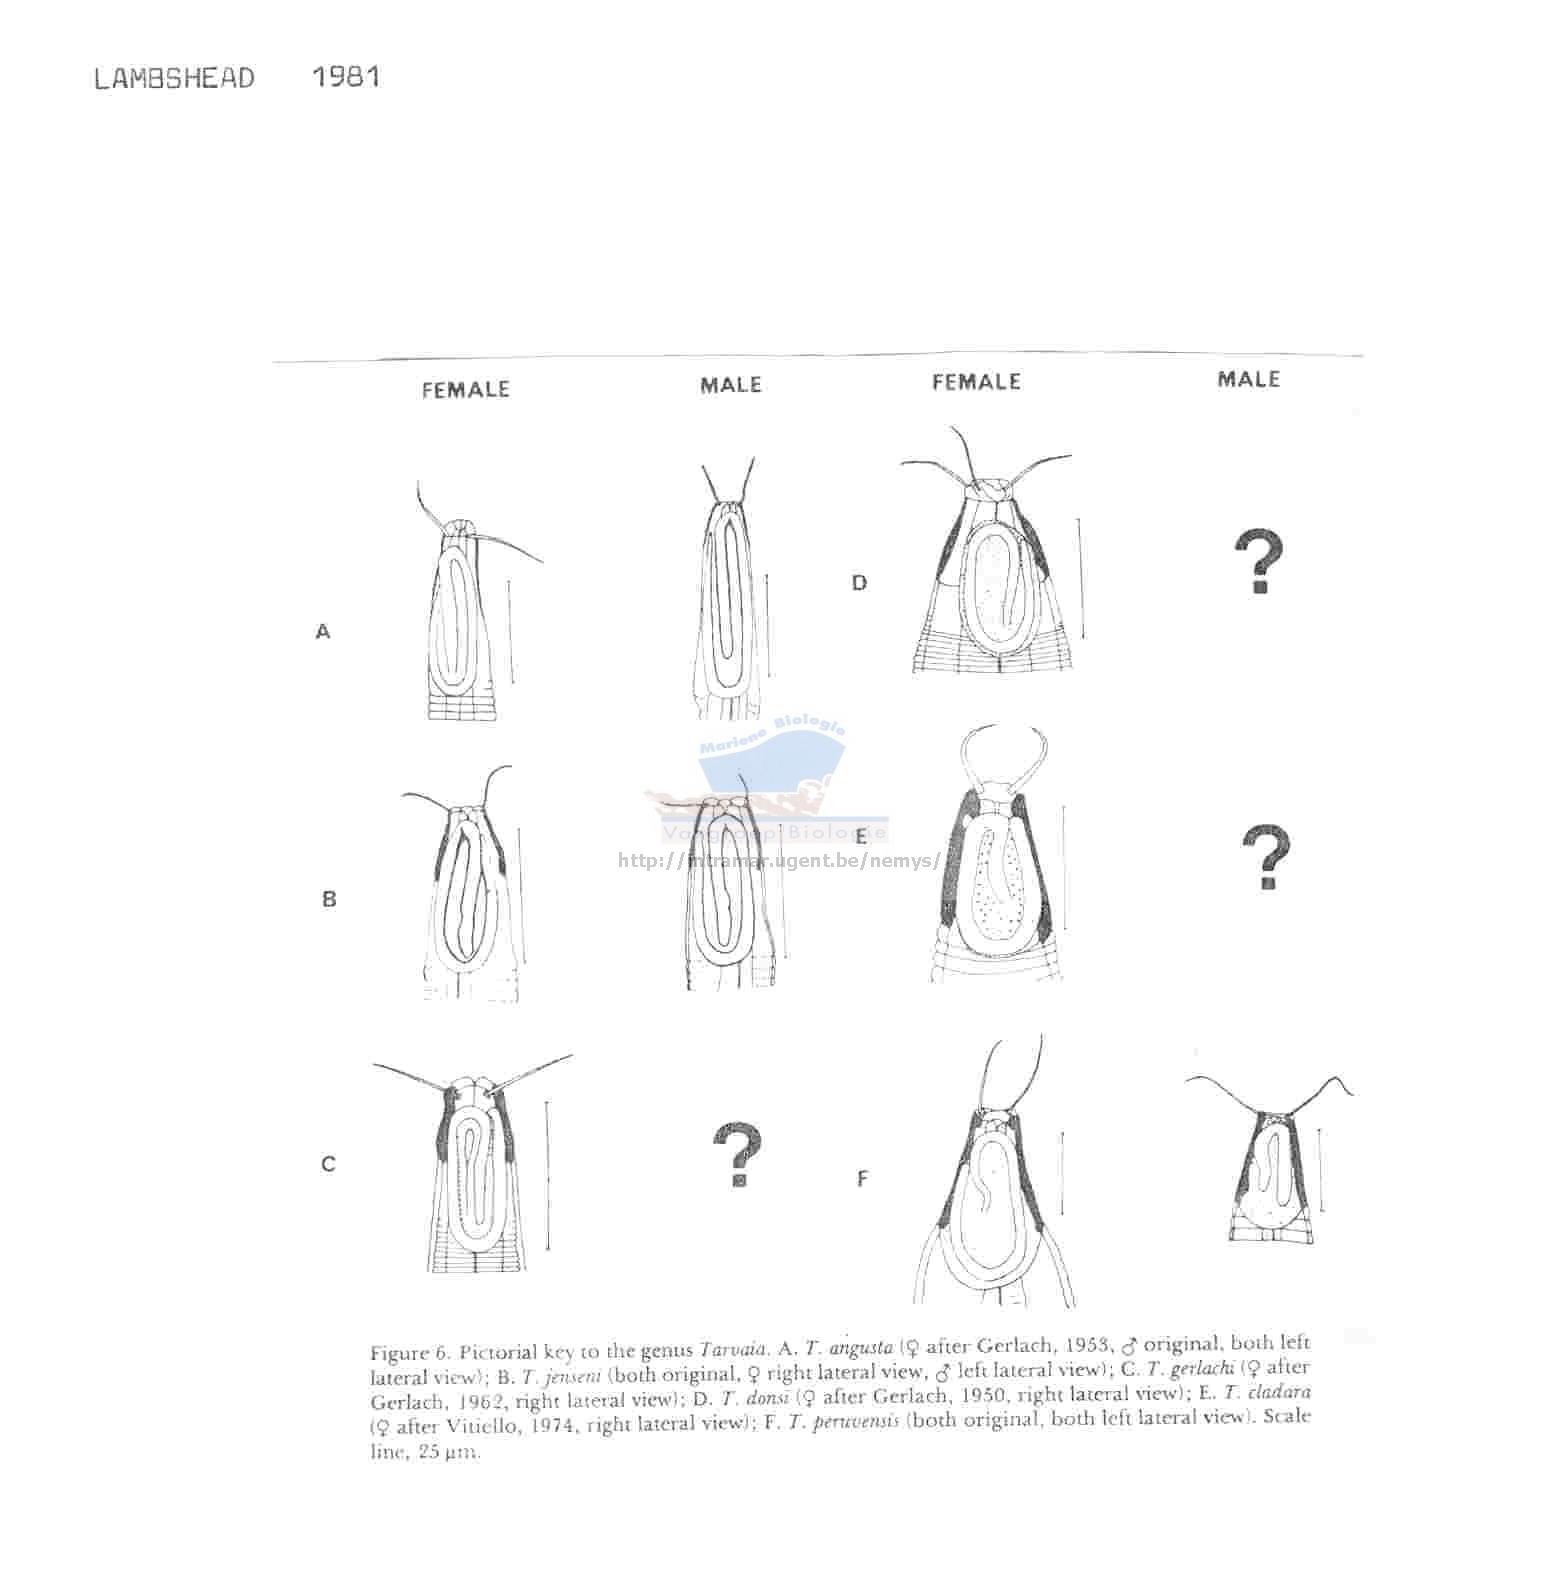 LAMBSHEAD 1981
FEMALE MALE FEMALE MALE
A
D
?
Mariene Biologie
Vakgroep Biologie
http://intramar.ugent.be/nemys/
B
E
?
C
?
F
Figure 6. Pictorial key to the genus Tarvaia. A. T. angusta (♀ after Gerlach, 1953, ♂ original, both left
lateral view); B. T. jenseni (both original, ♀ right lateral view, ♂ left lateral view); C. T. gerlachi (♀ after
Gerlach, 1962, right lateral view); D. T. donsi (♀ after Gerlach, 1950, right lateral view); E. T. cladara
(♀ after Vitiello, 1974, right lateral view); F. T. peruvensis (both original, both left lateral view). Scale
line, 25 μm.